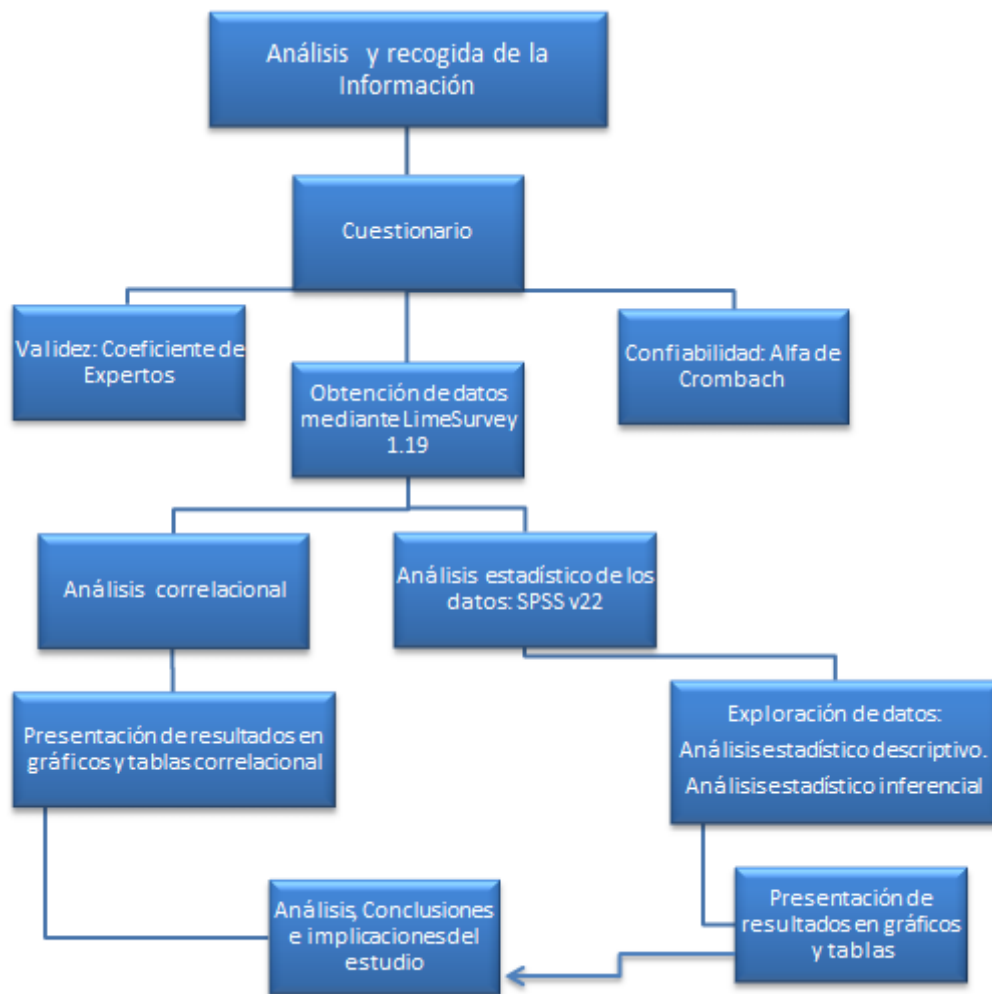 Análisis y recogida de la
Información
Cuestionario
Validez: Coeficiente de
Expertos
Confiabilidad: Alfa de
Crombach
Obtención de datos
mediante LimeSurvey
1.19
Análisis correlacional
Análisis estadístico de los
datos: SPSS v22
Presentación de resultados en
gráficos y tablas correlacional
Exploración de datos:
Análisis estadístico descriptivo.
Análisis estadístico inferencial
Análisis, Conclusiones
e implicaciones del
estudio
Presentación de
resultados en gráficos
y tablas